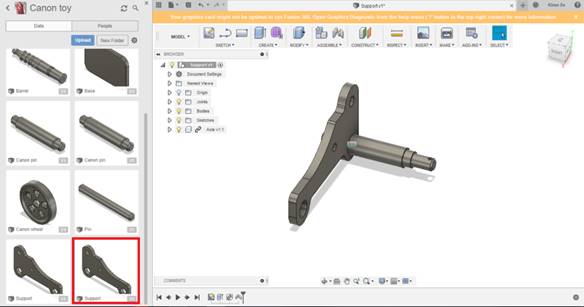 Canon toy
Data
People
Upload
New Folder
Barrel
Base
Canon pin
Canon pin
Canon wheel
Pin
Support
Support
Support v1*
Your graphics card might not be optimal to run Fusion 360. Open Graphics Diagnostic from the help menu ("?" button in the top right corner) for more information.
MODEL
SKETCH
CREATE
MODIFY
ASSEMBLE
CONSTRUCT
INSPECT
INSERT
MAKE
ADD-INS
SELECT
BROWSER
Support v1
Document Settings
Named Views
Origin
Joints
Bodies
Sketches
Axle v1:1
COMMENTS